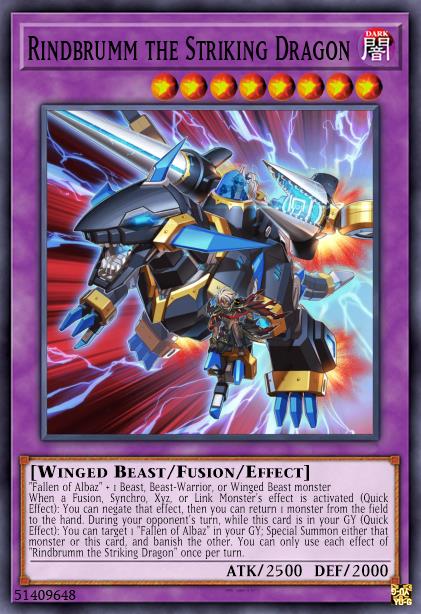 RINDBRUMM THE STRIKING DRAGON
DARK
闇
[WINGED BEAST/FUSION/EFFECT]
"Fallen of Albaz" + 1 Beast, Beast-Warrior, or Winged Beast monster
When a Fusion, Synchro, Xyz, or Link Monster's effect is activated (Quick
Effect): You can negate that effect, then you can return 1 monster from the field
to the hand. During your opponent's turn, while this card is in your GY (Quick
Effect): You can target 1 "Fallen of Albaz" in your GY; Special Summon either that
monster or this card, and banish the other. You can only use each effect of
"Rindbrumm the Striking Dragon" once per turn.
ATK/2500 DEF/2000
51409648